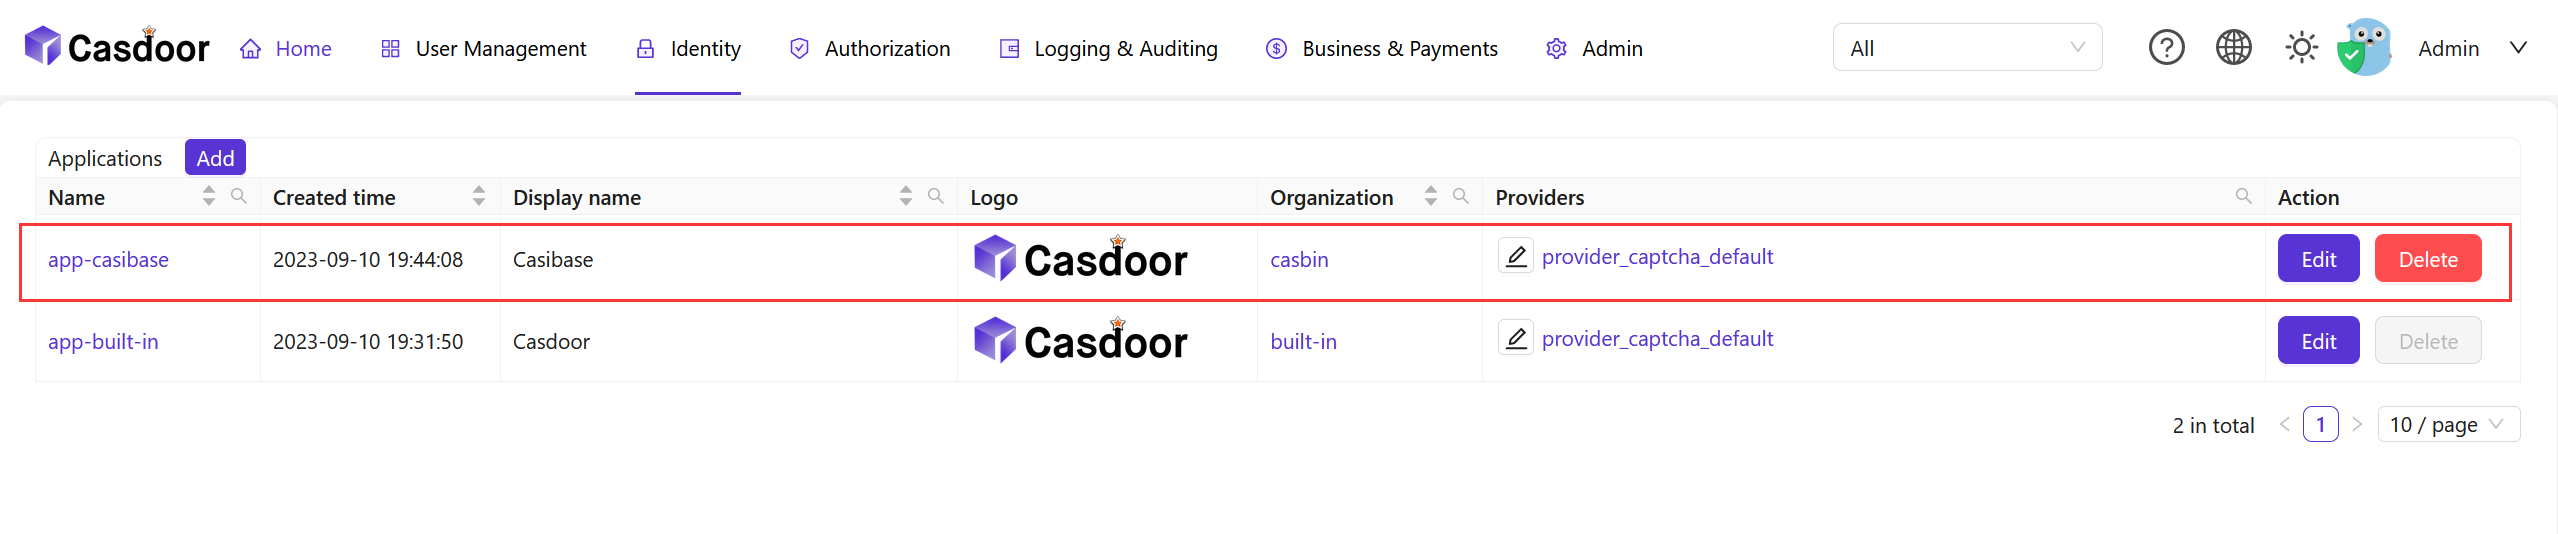 Casdoor Home User Management Identity Authorization Logging & Auditing Business & Payments Admin All Admin
Applications Add
Name Created time Display name Logo Organization Providers Action
app-casibase 2023-09-10 19:44:08 Casibase Casdoor casbin provider_captcha_default Edit Delete
app-built-in 2023-09-10 19:31:50 Casdoor Casdoor built-in provider_captcha_default Edit Delete
2 in total < 1 > 10 / page